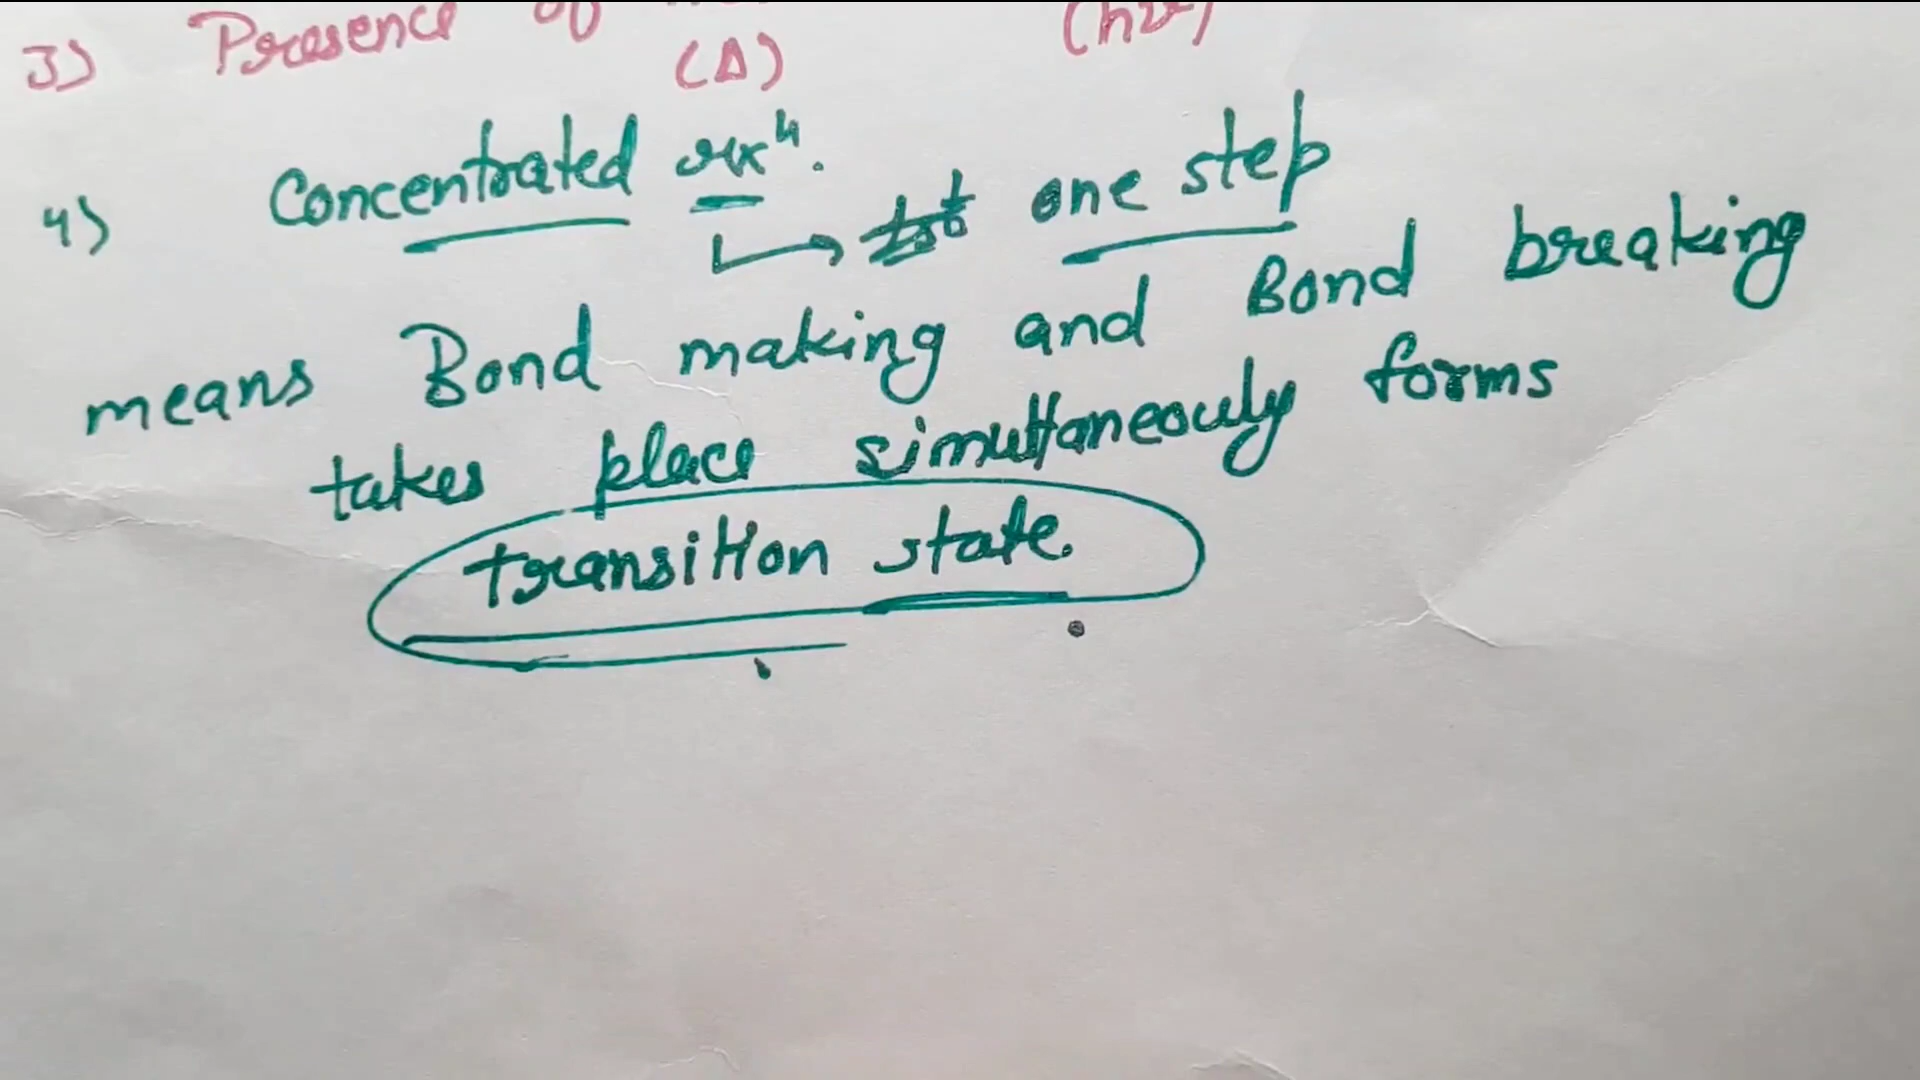 3) Presence of
(Δ) (hν)
4) Concentrated rxⁿ.
↳ one step
means Bond making and Bond breaking
takes place simultaneouly forms
transition state.